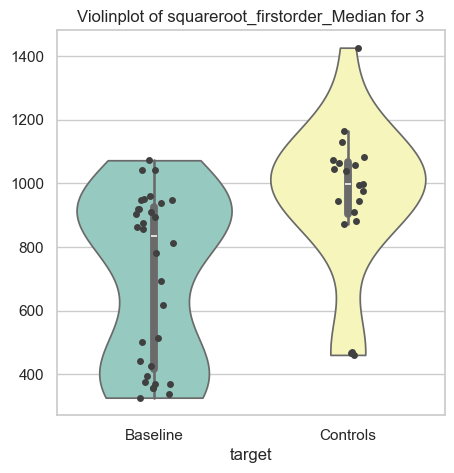 Violinplot of squareroot_firstorder_Median for 3
1400
1200
1000
800
600
400
Baseline
Controls
target